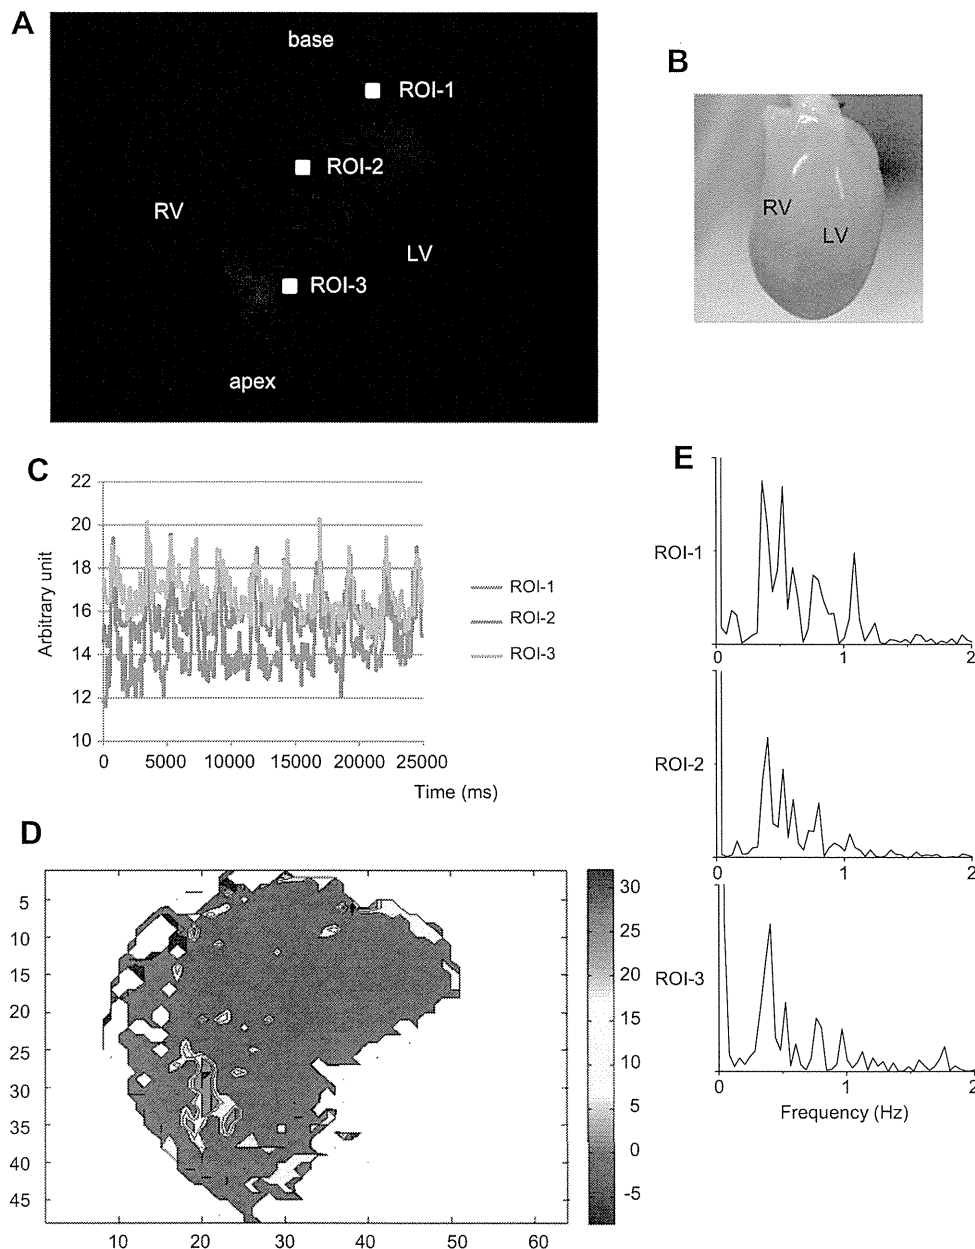 A
base
ROI-1
ROI-2
RV
LV
ROI-3
apex
B
RV
LV
C
22
20
18
16
14
12
10
Arbitrary unit
0 5000 10000 15000 20000 25000
Time (ms)
ROI-1
ROI-2
ROI-3
D
5
10
15
20
25
30
35
40
45
10 20 30 40 50 60
30
25
20
15
10
5
0
-5
E
ROI-1
0 1 2
ROI-2
0 1 2
ROI-3
0 1 2
Frequency (Hz)